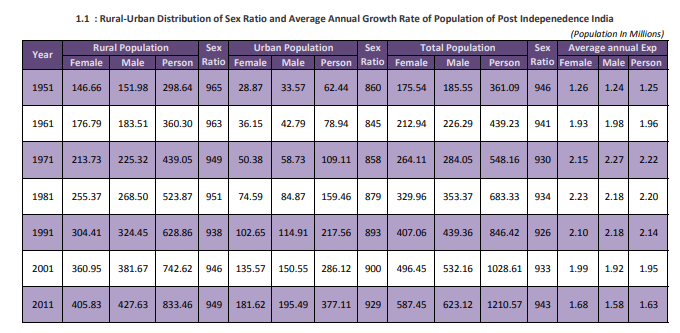 1.1 : Rural-Urban Distribution of Sex Ratio and Average Annual Growth Rate of Population of Post Indepenedence India
(Population In Millions)
Year Rural Population Sex Ratio Urban Population Sex Ratio Total Population Sex Ratio Average annual Exp
Female Male Person Female Male Person Female Male Person Female Male Person
1951 146.66 151.98 298.64 965 28.87 33.57 62.44 860 175.54 185.55 361.09 946 1.26 1.24 1.25
1961 176.79 183.51 360.30 963 36.15 42.79 78.94 845 212.94 226.29 439.23 941 1.93 1.98 1.96
1971 213.73 225.32 439.05 949 50.38 58.73 109.11 858 264.11 284.05 548.16 930 2.15 2.27 2.22
1981 255.37 268.50 523.87 951 74.59 84.87 159.46 879 329.96 353.37 683.33 934 2.23 2.18 2.20
1991 304.41 324.45 628.86 938 102.65 114.91 217.56 893 407.06 439.36 846.42 926 2.10 2.18 2.14
2001 360.95 381.67 742.62 946 135.57 150.55 286.12 900 496.45 532.16 1028.61 933 1.99 1.92 1.95
2011 405.83 427.63 833.46 949 181.62 195.49 377.11 929 587.45 623.12 1210.57 943 1.68 1.58 1.63